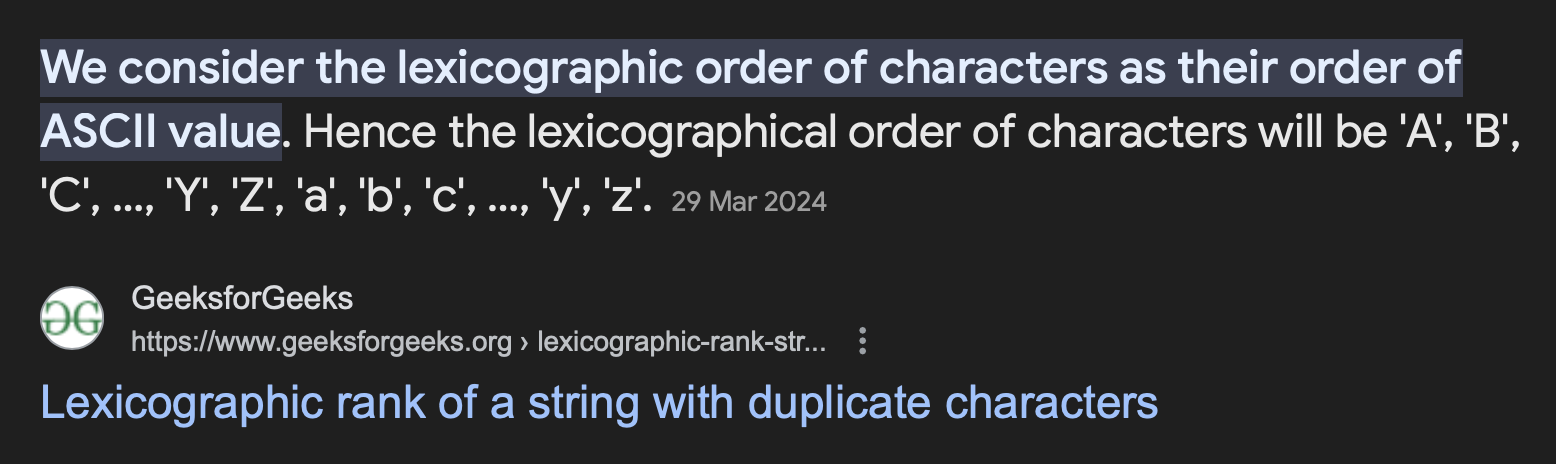 We consider the lexicographic order of characters as their order of
ASCII value. Hence the lexicographical order of characters will be 'A', 'B',
'C', …, 'Y', 'Z', 'a', 'b', 'c', …, 'y', 'z'. 29 Mar 2024
GeeksforGeeks
https://www.geeksforgeeks.org › lexicographic-rank-str...
Lexicographic rank of a string with duplicate characters